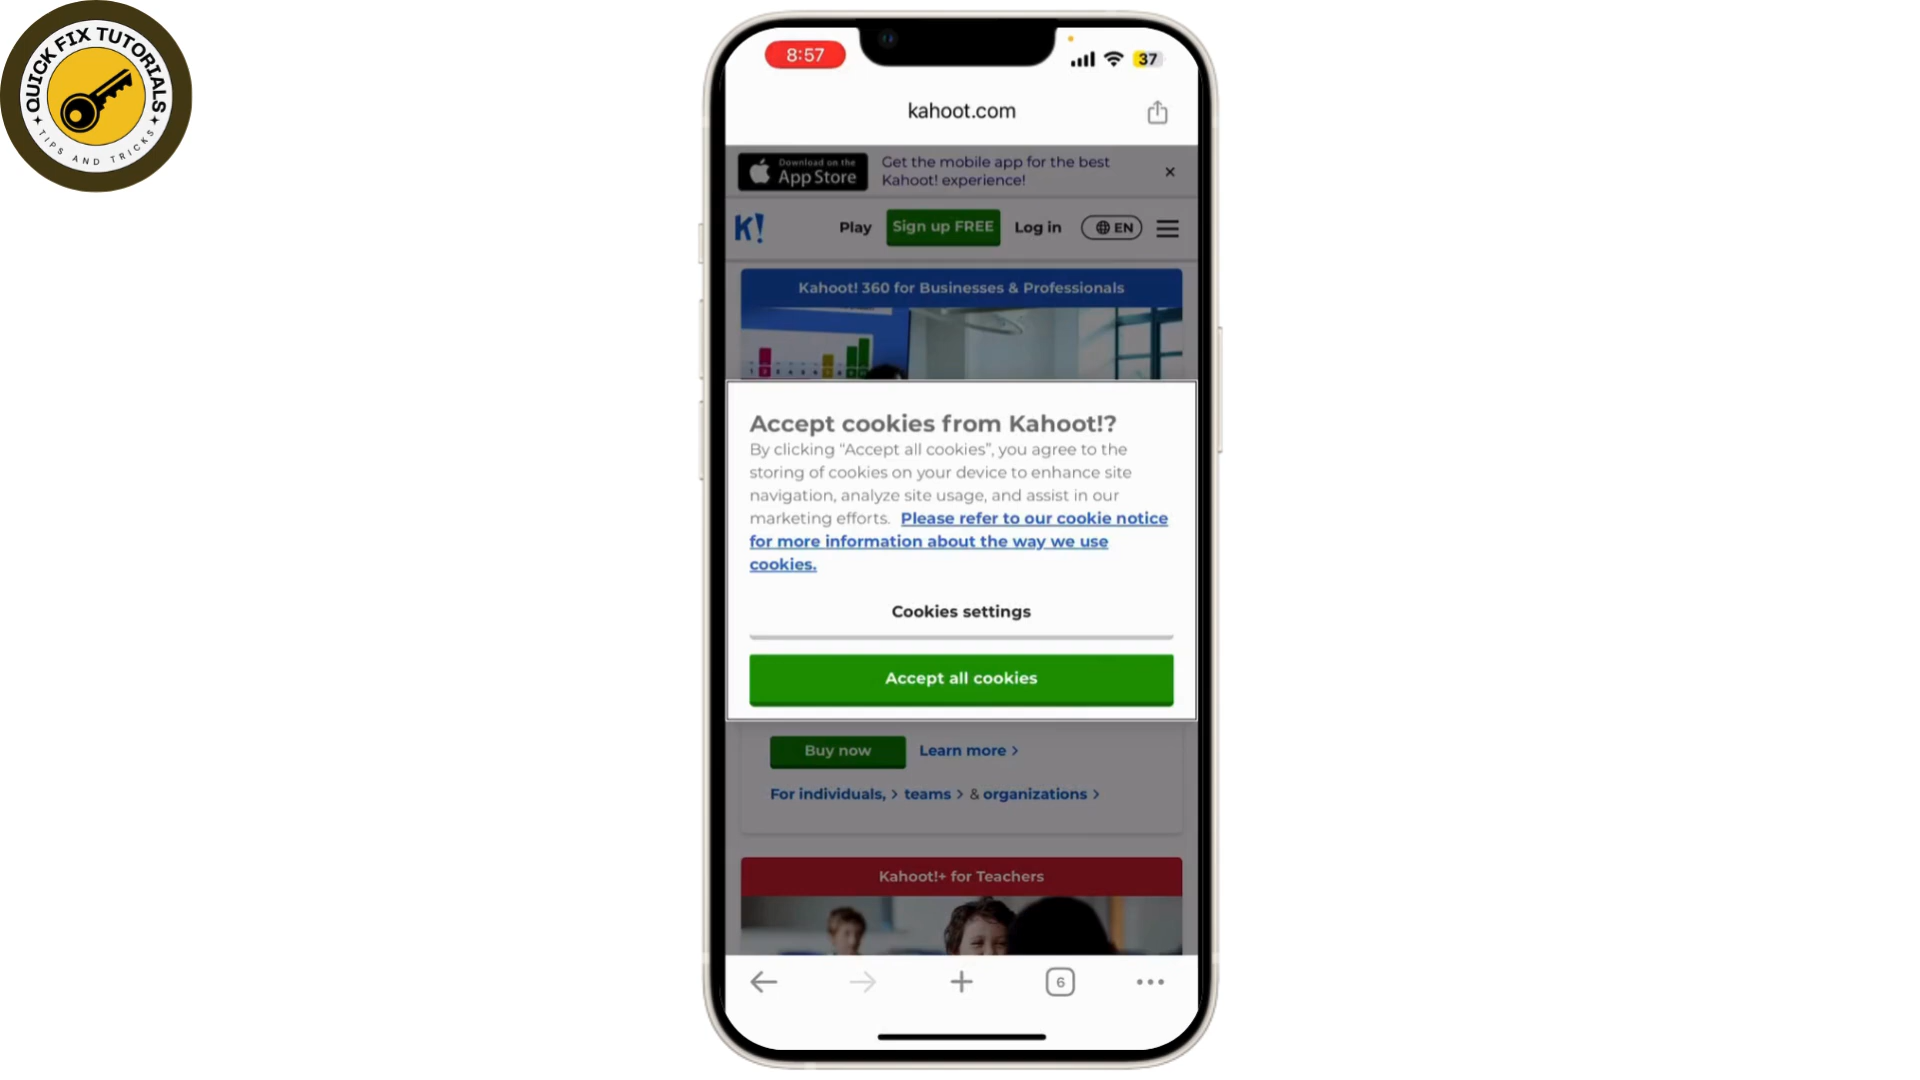 QUICK FIX TUTORIALS
TIPS AND TRICKS
8:57
37
kahoot.com
Download on the
App Store
Get the mobile app for the best
Kahoot! experience!
K!
Play
Sign up FREE
Log in
EN
Kahoot! 360 for Businesses & Professionals
Accept cookies from Kahoot!?
By clicking “Accept all cookies”, you agree to the
storing of cookies on your device to enhance site
navigation, analyze site usage, and assist in our
marketing efforts. Please refer to our cookie notice
for more information about the way we use
cookies.
Cookies settings
Accept all cookies
Buy now
Learn more >
For individuals, > teams > & organizations >
Kahoot!+ for Teachers
6